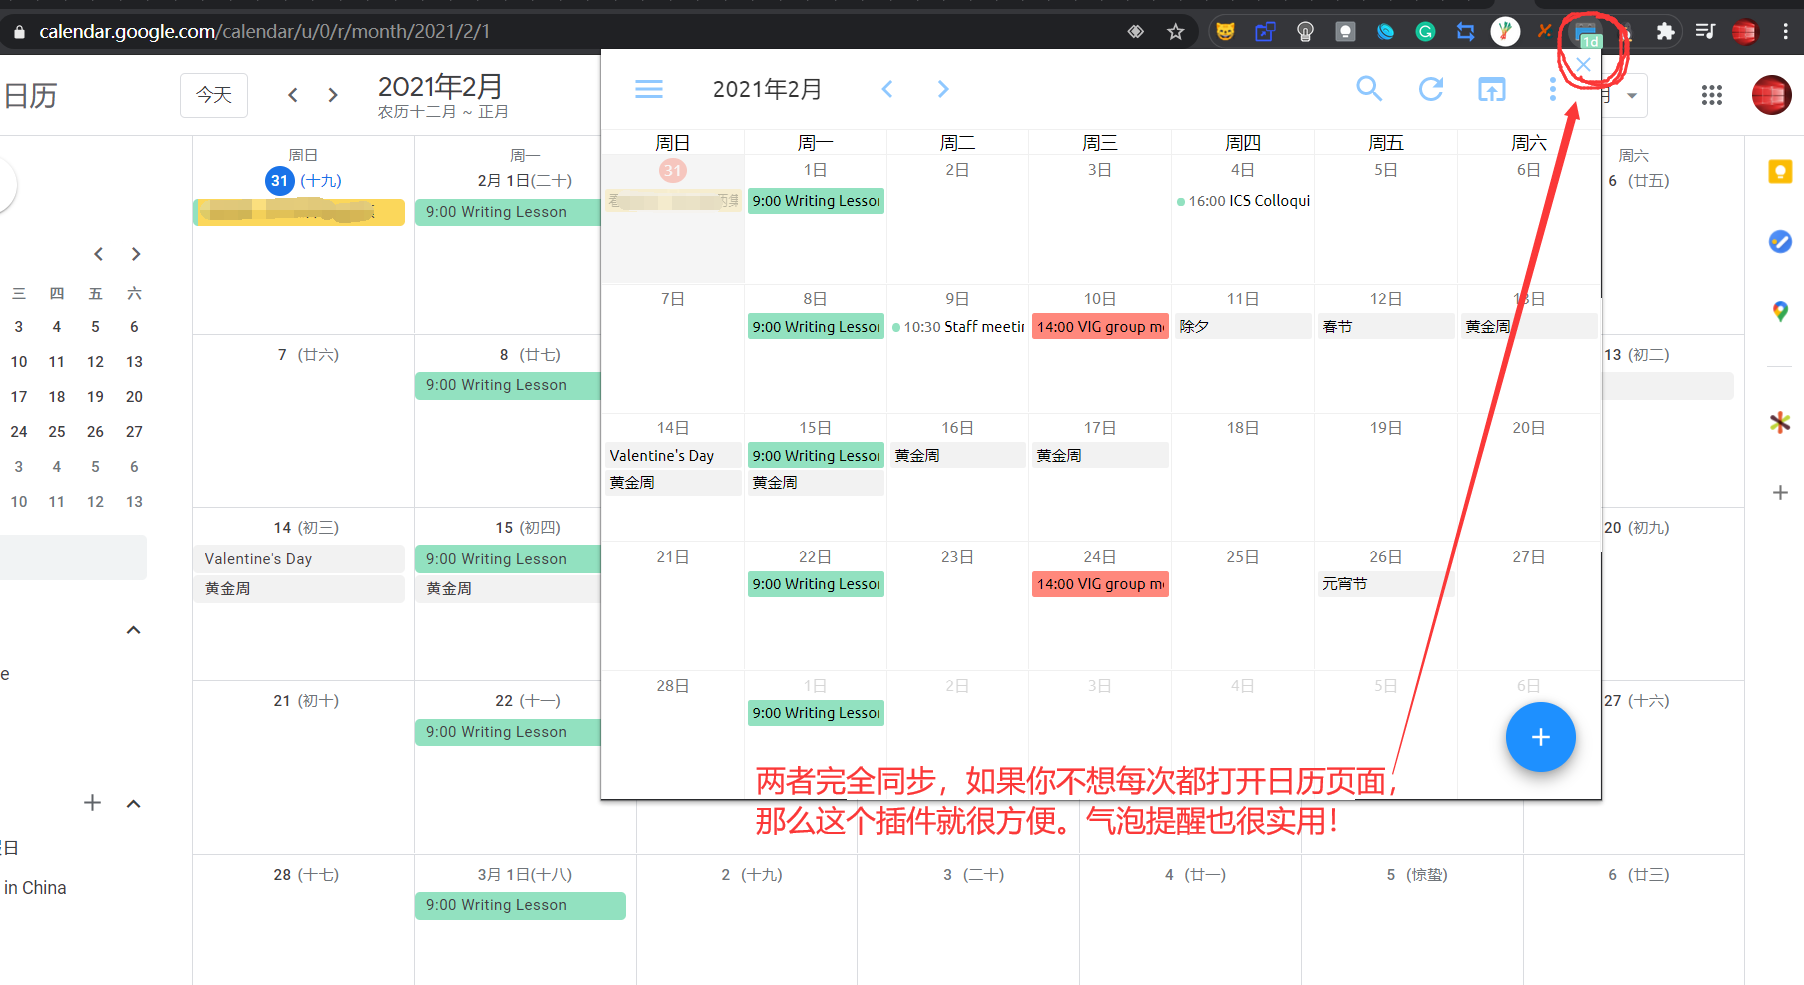 calendar.google.com/calendar/u/0/r/month/2021/2/1
1d
日历
今天
2021年2月
农历十二月 ~ 正月
月
三 四 五 六
3 4 5 6
10 11 12 13
17 18 19 20
24 25 26 27
3 4 5 6
10 11 12 13
e
日
in China
周日 周一 周六
31 (十九) 2月 1日(二十) 6 (廿五)
9:00 Writing Lesson
7 (廿六) 8 (廿七) 13 (初二)
9:00 Writing Lesson
14 (初三) 15 (初四) 20 (初九)
Valentine's Day 9:00 Writing Lesson
黄金周 黄金周
21 (初十) 22 (十一) 27 (十六)
9:00 Writing Lesson
28 (十七) 3月 1日(十八) 2 (十九) 3 (二十) 4 (廿一) 5 (惊蛰) 6 (廿三)
9:00 Writing Lesson
2021年2月
周日 周一 周二 周三 周四 周五 周六
31 1日 2日 3日 4日 5日 6日
9:00 Writing Lesson 16:00 ICS Colloqui
7日 8日 9日 10日 11日 12日 13日
9:00 Writing Lesson 10:30 Staff meetin 14:00 VIG group me 除夕 春节 黄金周
14日 15日 16日 17日 18日 19日 20日
Valentine's Day 9:00 Writing Lesson 黄金周 黄金周
黄金周 黄金周
21日 22日 23日 24日 25日 26日 27日
9:00 Writing Lesson 14:00 VIG group me 元宵节
28日 1日 2日 3日 4日 5日 6日
9:00 Writing Lesson
两者完全同步，如果你不想每次都打开日历页面，
那么这个插件就很方便。气泡提醒也很实用！